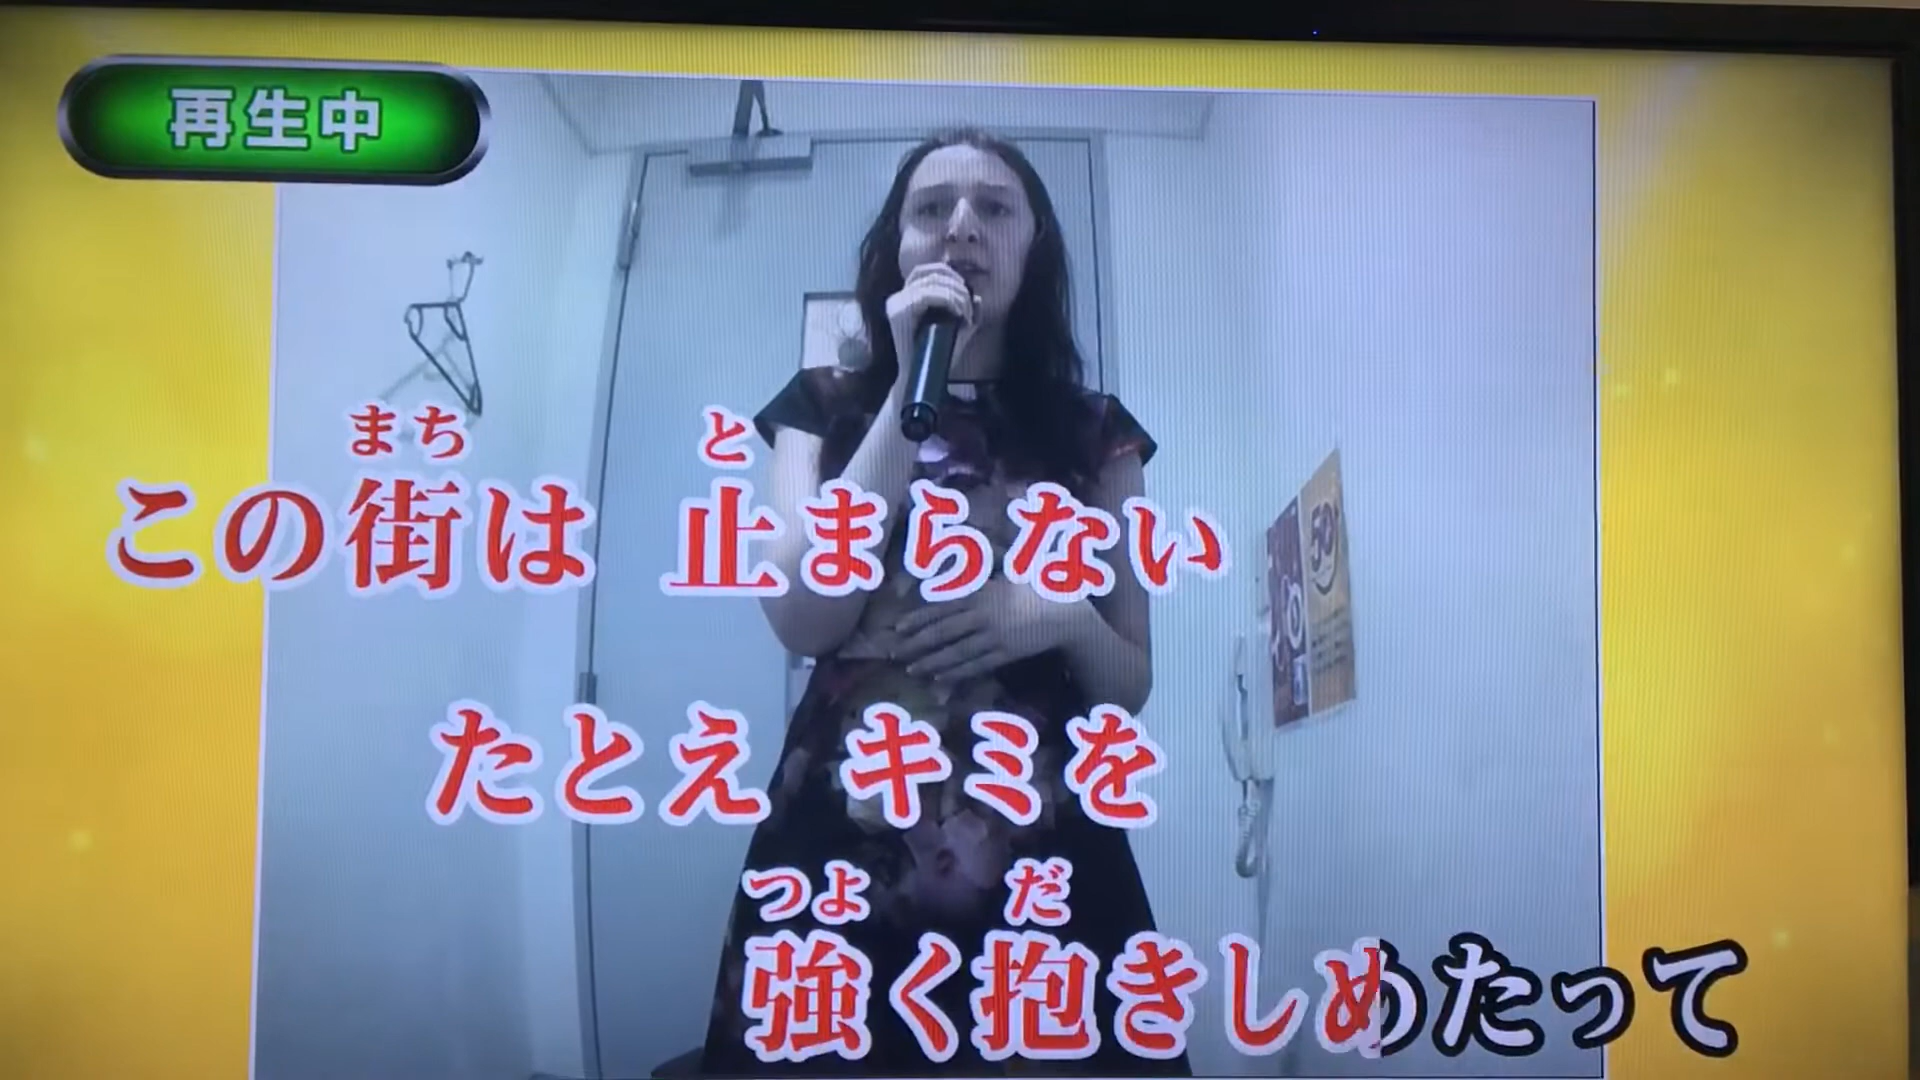 再生中
まち と
この街は 止まらない
たとえ キミを
つよ だ
強く抱きしめたって
50